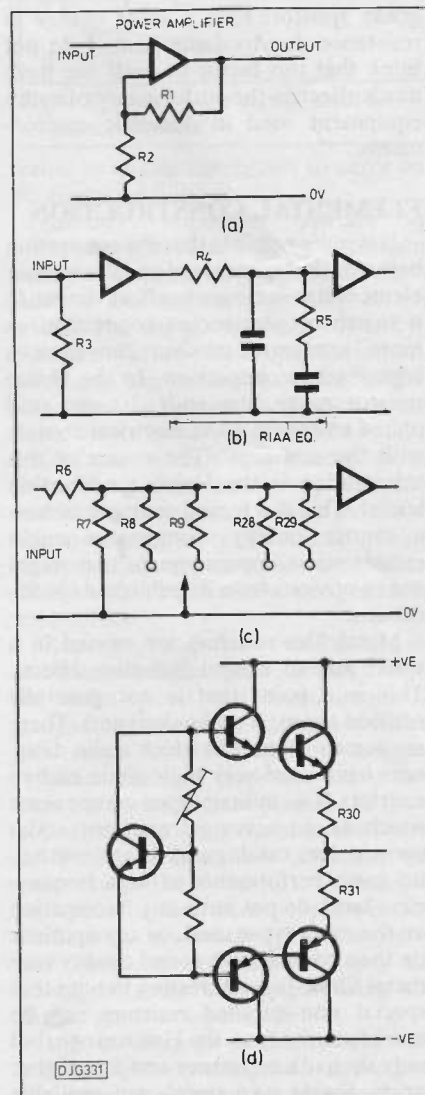 POWER AMPLIFIER
INPUT
OUTPUT
R1
R2
0V
(a)
INPUT
R4
R3
R5
(b) RIAA EQ.
R6
R7
R8
R9
R28
R29
INPUT
0V
(c)
+VE
R30
R31
-VE
(d)
DJG331